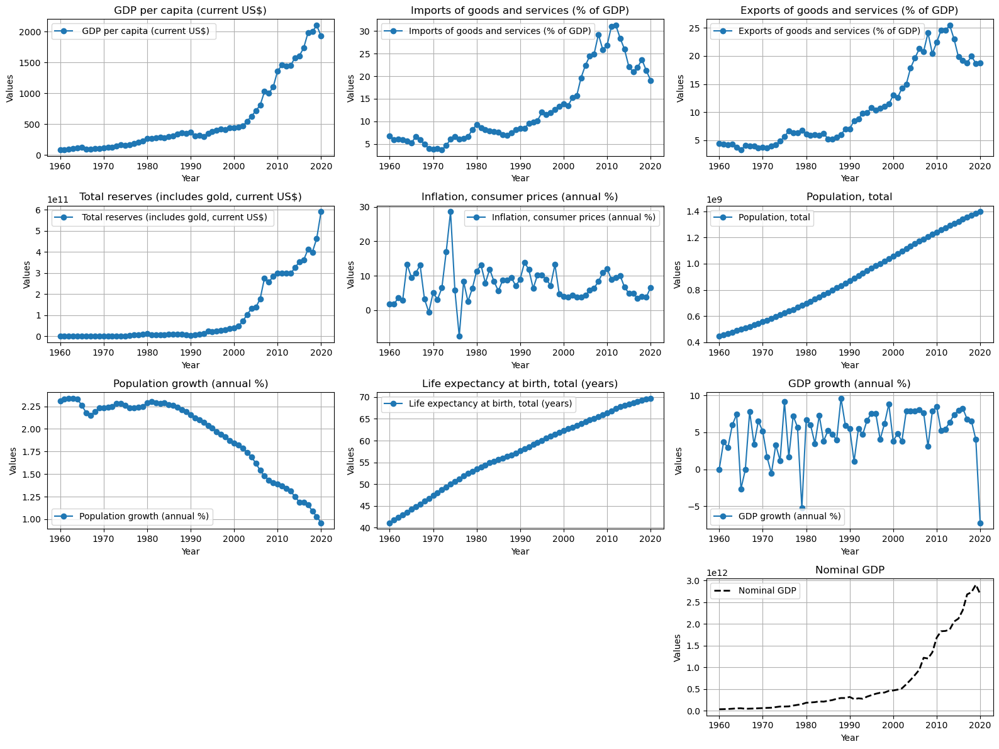 GDP per capita (current US$)
GDP per capita (current US$)
2000
1500
1000
500
0
Values
1960 1970 1980 1990 2000 2010 2020
Year
Imports of goods and services (% of GDP)
Imports of goods and services (% of GDP)
30
25
20
15
10
5
Values
1960 1970 1980 1990 2000 2010 2020
Year
Exports of goods and services (% of GDP)
Exports of goods and services (% of GDP)
25
20
15
10
5
Values
1960 1970 1980 1990 2000 2010 2020
Year
Total reserves (includes gold, current US$)
1e11
Total reserves (includes gold, current US$)
6
5
4
3
2
1
0
Values
1960 1970 1980 1990 2000 2010 2020
Year
Inflation, consumer prices (annual %)
Inflation, consumer prices (annual %)
30
20
10
0
Values
1960 1970 1980 1990 2000 2010 2020
Year
Population, total
1e9
Population, total
1.4
1.2
1.0
0.8
0.6
0.4
Values
1960 1970 1980 1990 2000 2010 2020
Year
Population growth (annual %)
2.25
2.00
1.75
1.50
1.25
1.00
Values
Population growth (annual %)
1960 1970 1980 1990 2000 2010 2020
Year
Life expectancy at birth, total (years)
Life expectancy at birth, total (years)
70
65
60
55
50
45
40
Values
1960 1970 1980 1990 2000 2010 2020
Year
GDP growth (annual %)
10
5
0
−5
Values
GDP growth (annual %)
1960 1970 1980 1990 2000 2010 2020
Year
Nominal GDP
1e12
Nominal GDP
3.0
2.5
2.0
1.5
1.0
0.5
0.0
Values
1960 1970 1980 1990 2000 2010 2020
Year